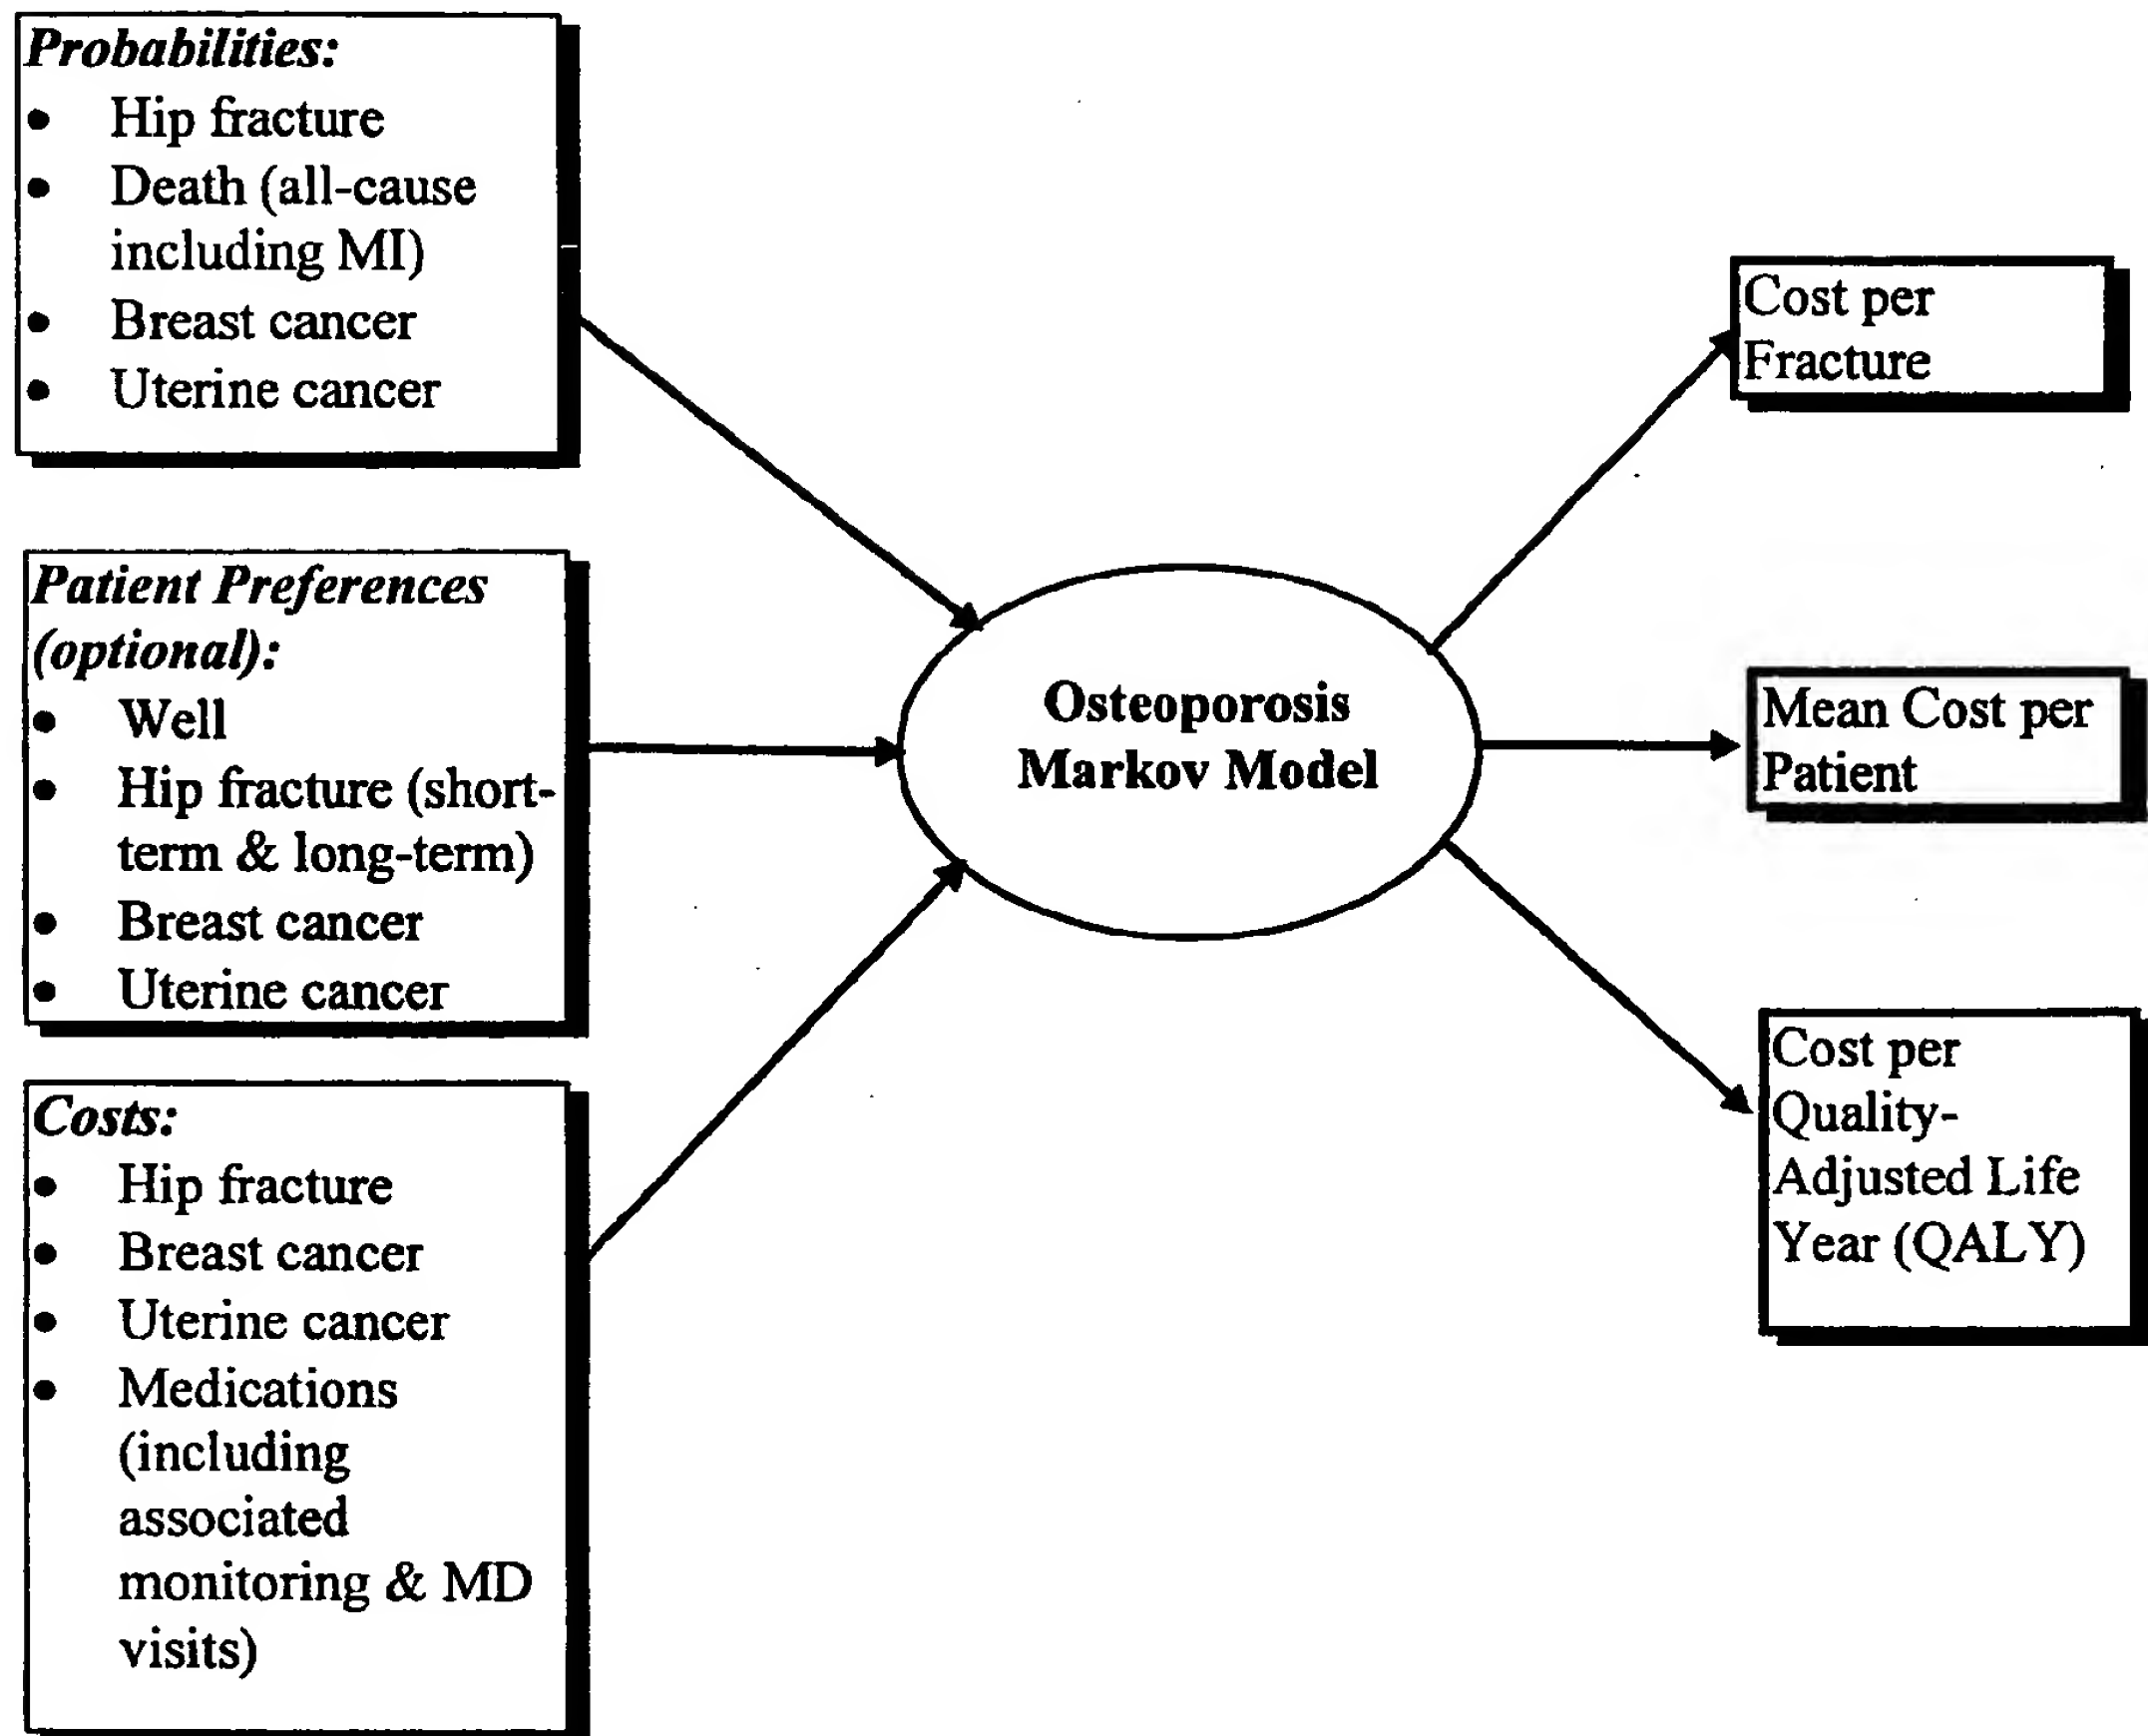 Probabilities:
• Hip fracture
• Death (all-cause
including MI)
• Breast cancer
• Uterine cancer
Patient Preferences
(optional):
• Well
• Hip fracture (short-
term & long-term)
• Breast cancer
• Uterine cancer
Costs:
• Hip fracture
• Breast cancer
• Uterine cancer
• Medications
(including
associated
monitoring & MD
visits)
Osteoporosis
Markov Model
Cost per
Fracture
Mean Cost per
Patient
Cost per
Quality-
Adjusted Life
Year (QALY)